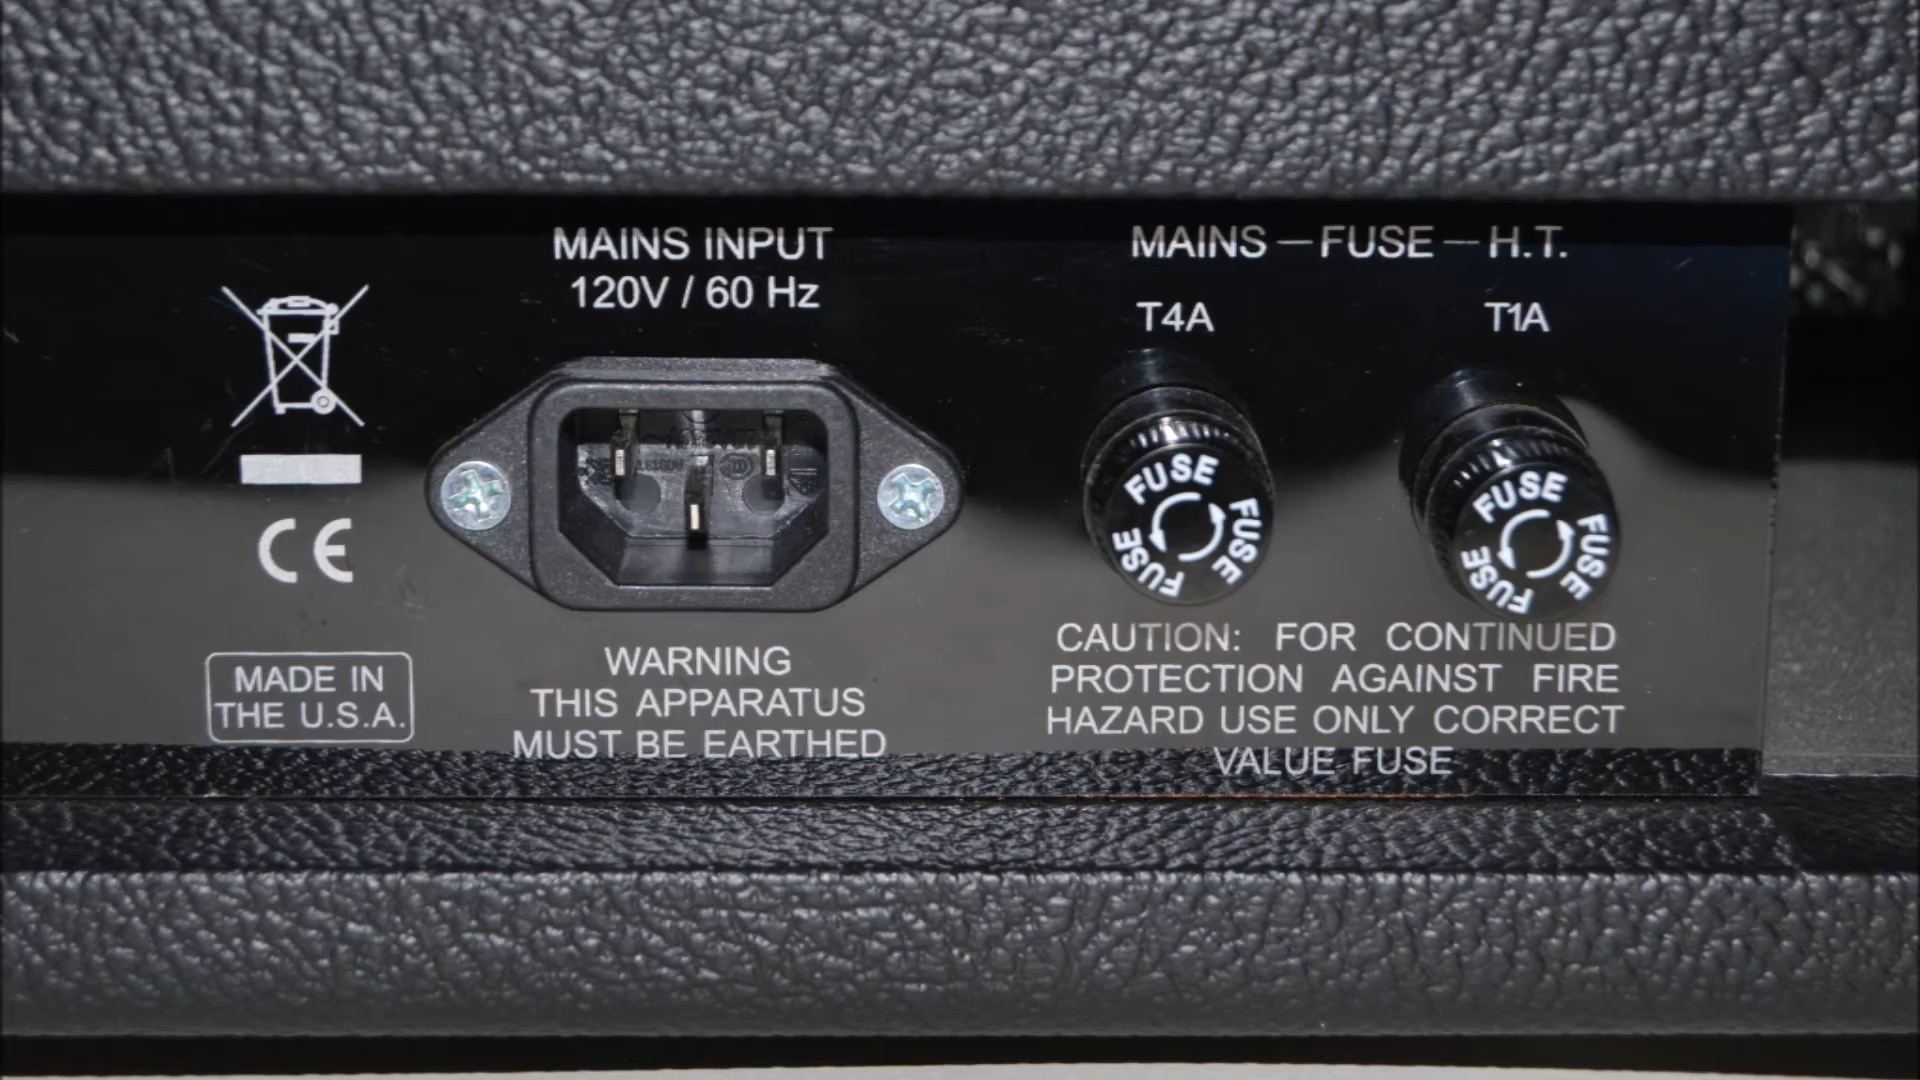 MAINS INPUT
120V / 60 Hz
MAINS — FUSE — H.T.
T4A
T1A
FUSE FUSE FUSE
FUSE FUSE FUSE
CE
MADE IN
THE U.S.A.
WARNING
THIS APPARATUS
MUST BE EARTHED
CAUTION: FOR CONTINUED
PROTECTION AGAINST FIRE
HAZARD USE ONLY CORRECT
VALUE FUSE